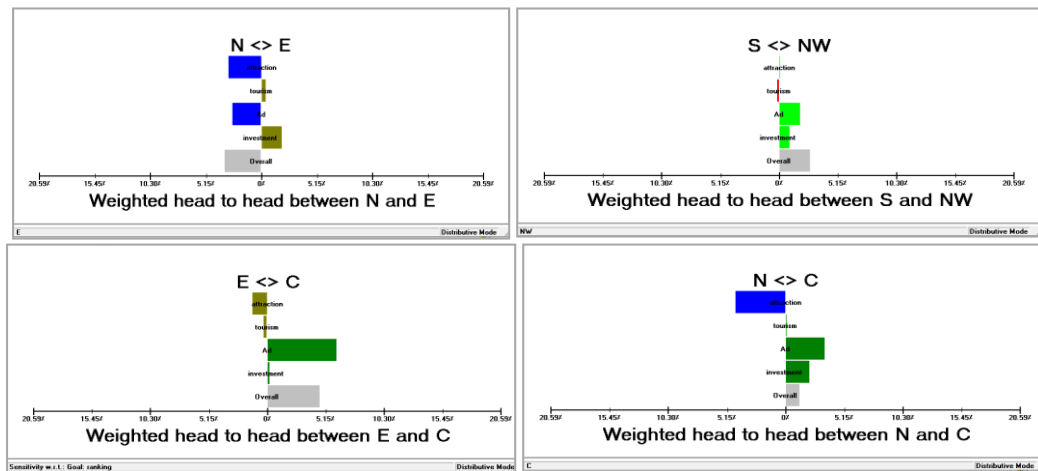 N <> E
attraction
tourism
Ad
investment
Overall
20.59% 15.45% 10.30% 5.15% 0% 5.15% 10.30% 15.45% 20.59%
Weighted head to head between N and E
E Distributive Mode
S <> NW
attraction
tourism
Ad
investment
Overall
20.59% 15.45% 10.30% 5.15% 0% 5.15% 10.30% 15.45% 20.59%
Weighted head to head between S and NW
NW Distributive Mode
E <> C
attraction
tourism
Ad
investment
Overall
20.59% 15.45% 10.30% 5.15% 0% 5.15% 10.30% 15.45% 20.59%
Weighted head to head between E and C
Sensitivity w.r.t.: Goal: ranking Distributive Mode
N <> C
attraction
tourism
Ad
investment
Overall
20.59% 15.45% 10.30% 5.15% 0% 5.15% 10.30% 15.45% 20.59%
Weighted head to head between N and C
C Distributive Mode